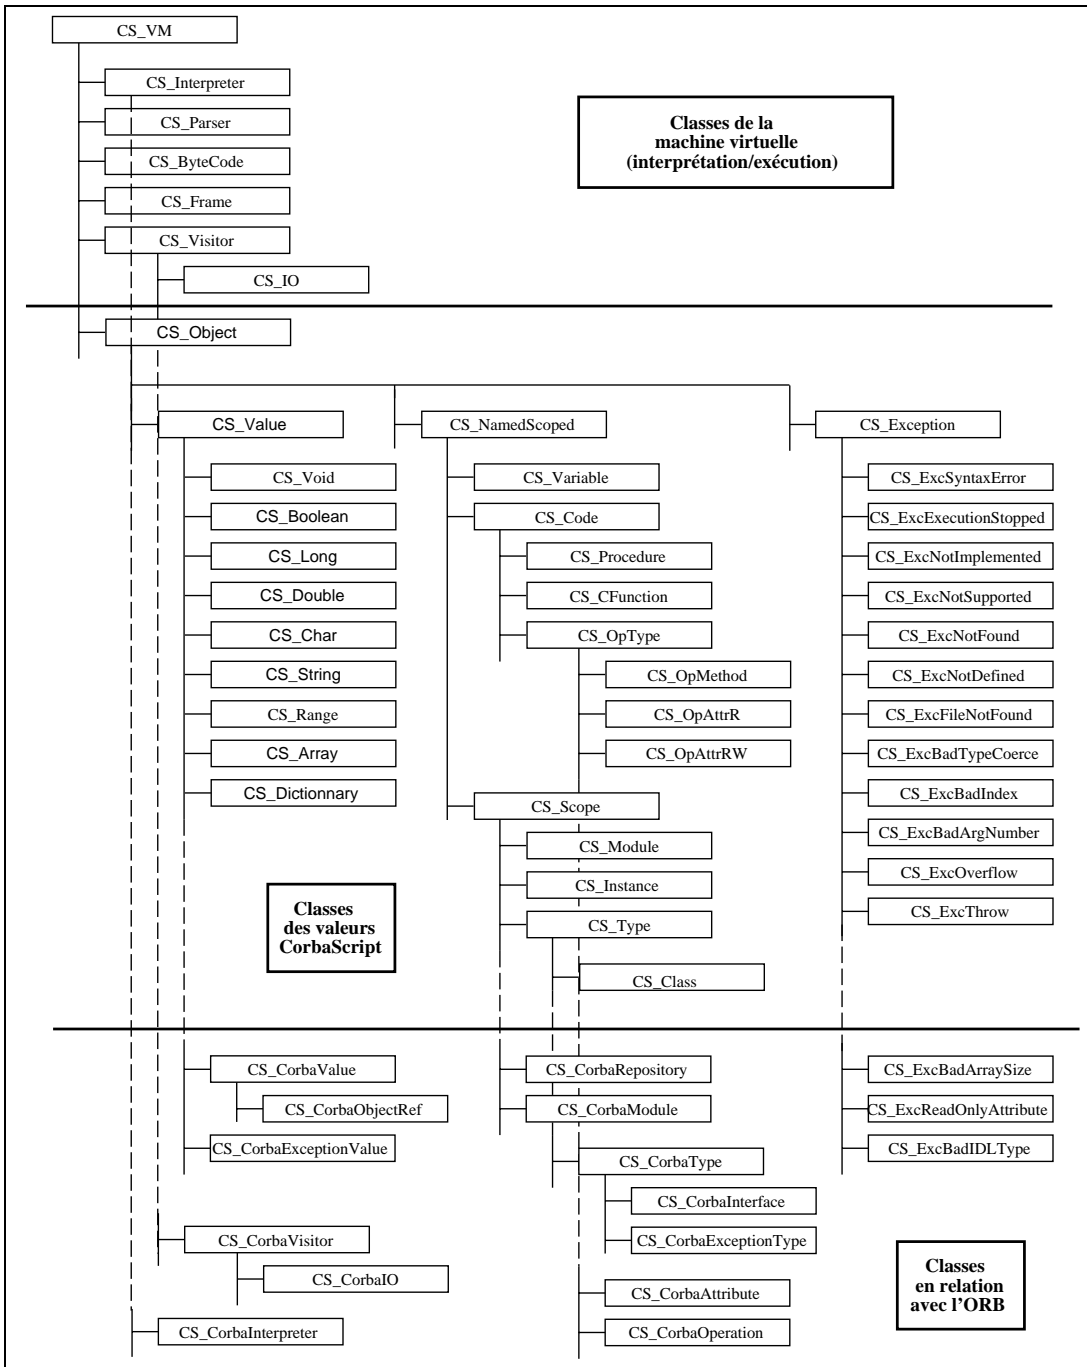 CS_VM
CS_Interpreter
CS_Parser
CS_ByteCode
CS_Frame
CS_Visitor
CS_IO
Classes de la
machine virtuelle
(interprétation/exécution)
CS_Object
CS_Value
CS_Void
CS_Boolean
CS_Long
CS_Double
CS_Char
CS_String
CS_Range
CS_Array
CS_Dictionnary
CS_NamedScoped
CS_Variable
CS_Code
CS_Procedure
CS_CFunction
CS_OpType
CS_OpMethod
CS_OpAttrR
CS_OpAttrRW
CS_Scope
CS_Module
CS_Instance
CS_Type
CS_Class
CS_Exception
CS_ExcSyntaxError
CS_ExcExecutionStopped
CS_ExcNotImplemented
CS_ExcNotSupported
CS_ExcNotFound
CS_ExcNotDefined
CS_ExcFileNotFound
CS_ExcBadTypeCoerce
CS_ExcBadIndex
CS_ExcBadArgNumber
CS_ExcOverflow
CS_ExcThrow
Classes
des valeurs
CorbaScript
CS_CorbaValue
CS_CorbaObjectRef
CS_CorbaExceptionValue
CS_CorbaVisitor
CS_CorbaIO
CS_CorbaInterpreter
CS_CorbaRepository
CS_CorbaModule
CS_CorbaType
CS_CorbaInterface
CS_CorbaExceptionType
CS_CorbaAttribute
CS_CorbaOperation
CS_ExcBadArraySize
CS_ExcReadOnlyAttribute
CS_ExcBadIDLType
Classes
en relation
avec l’ORB